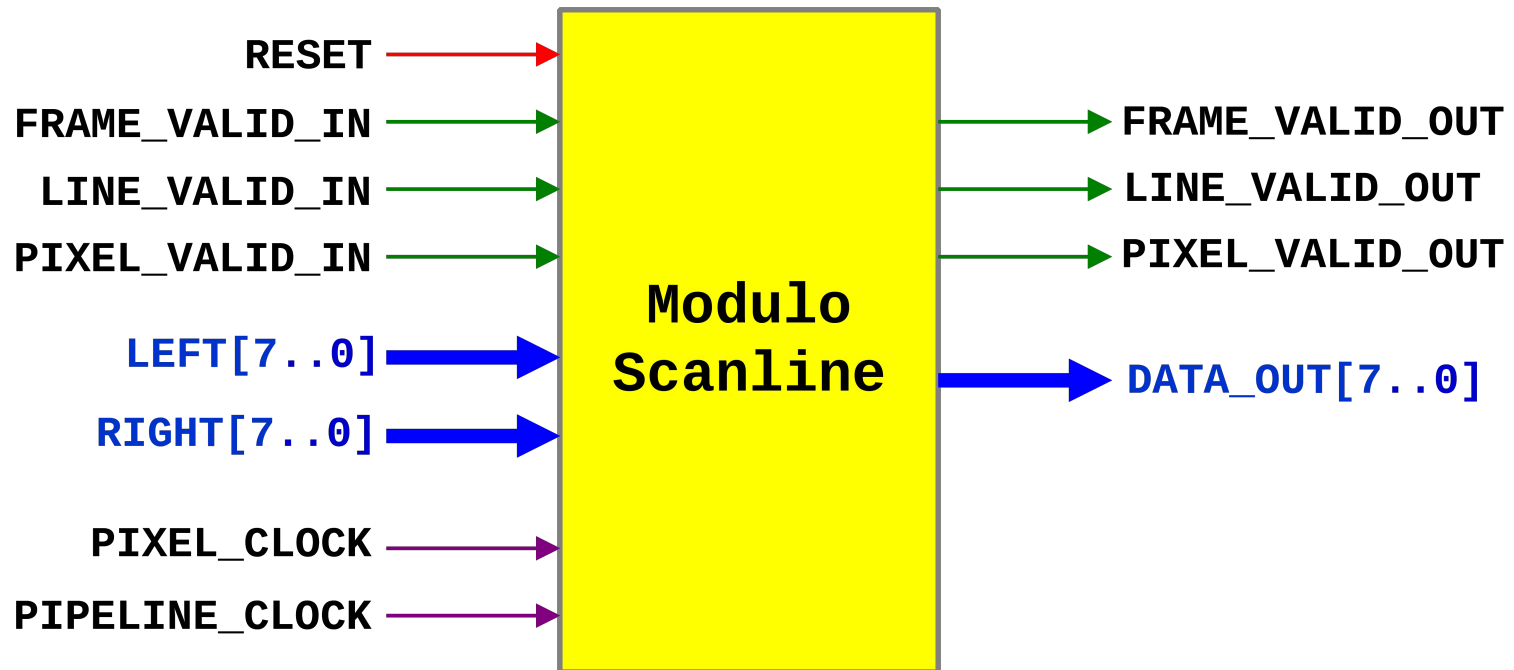 RESET
FRAME_VALID_IN
LINE_VALID_IN
PIXEL_VALID_IN
LEFT[7..0]
RIGHT[7..0]
PIXEL_CLOCK
PIPELINE_CLOCK
Modulo
Scanline
FRAME_VALID_OUT
LINE_VALID_OUT
PIXEL_VALID_OUT
DATA_OUT[7..0]